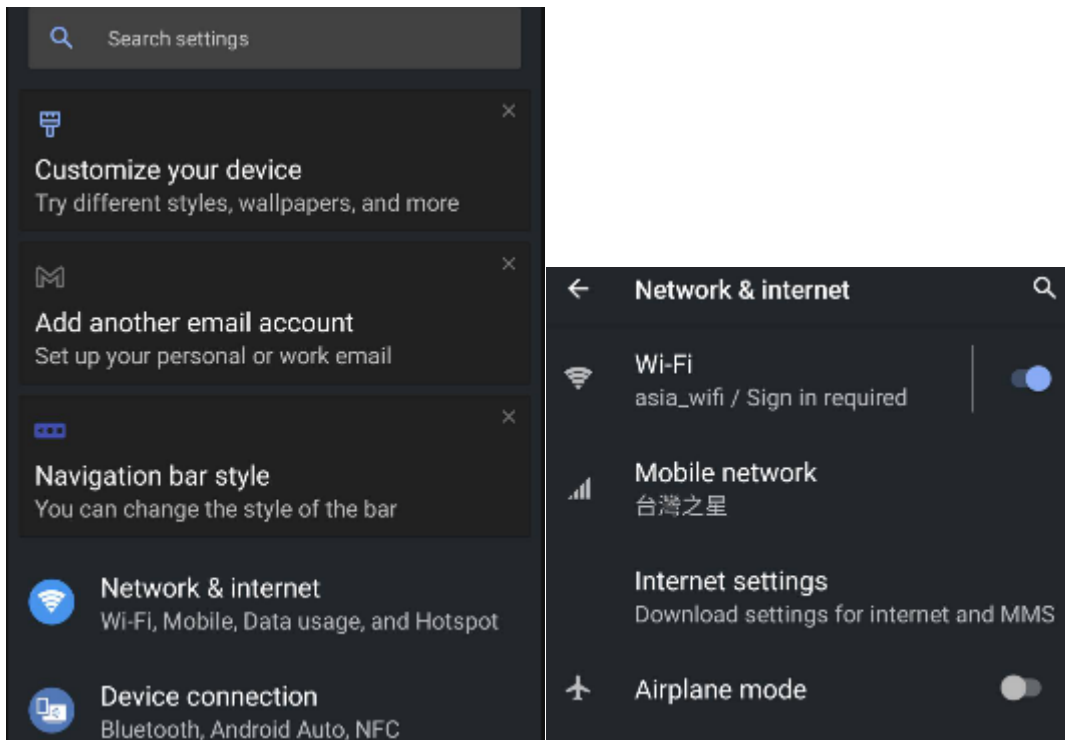 Search settings
Customize your device
Try different styles, wallpapers, and more
Add another email account
Set up your personal or work email
Navigation bar style
You can change the style of the bar
Network & internet
Wi-Fi, Mobile, Data usage, and Hotspot
Device connection
Bluetooth, Android Auto, NFC
Network & internet
Wi-Fi
asia_wifi / Sign in required
Mobile network
台灣之星
Internet settings
Download settings for internet and MMS
Airplane mode